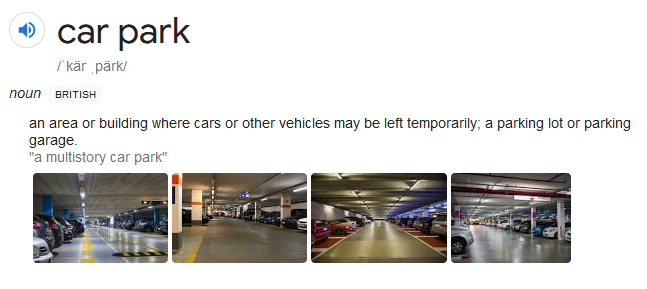 car park
/ˈkär ˌpärk/
noun BRITISH
an area or building where cars or other vehicles may be left temporarily; a parking lot or parking
garage.
"a multistory car park"